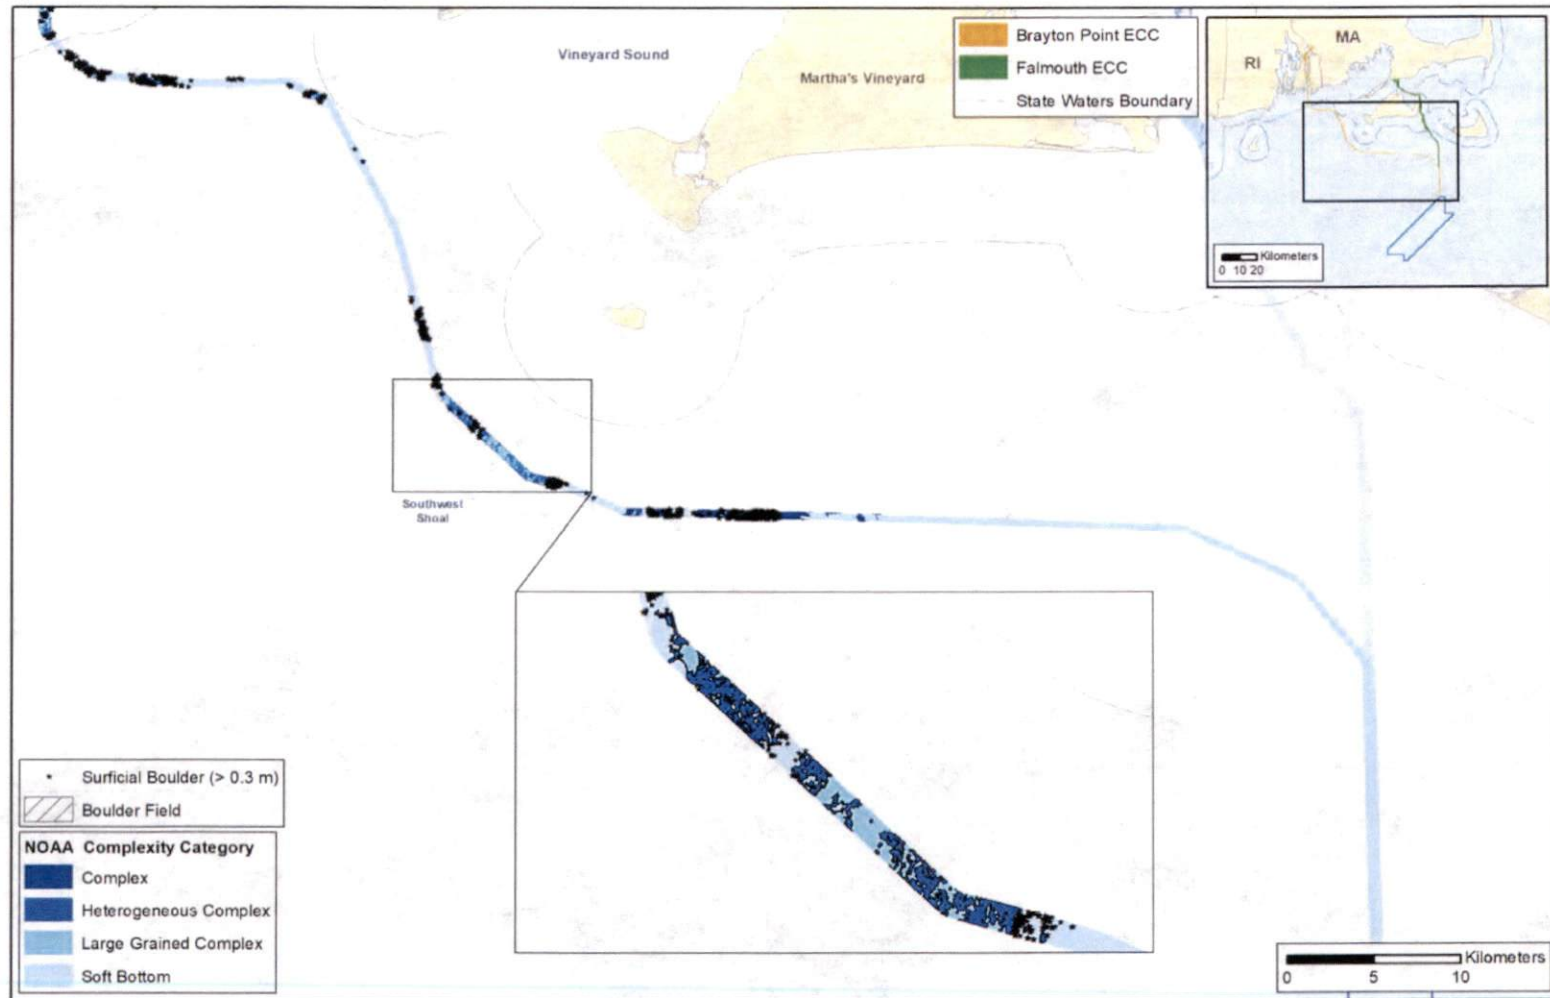 Vineyard Sound
Martha's Vineyard
Brayton Point ECC
Falmouth ECC
State Waters Boundary
RI
MA
Kilometers
0 10 20
Southwest
Shoal
Surficial Boulder (> 0.3 m)
Boulder Field
NOAA Complexity Category
Complex
Heterogeneous Complex
Large Grained Complex
Soft Bottom
Kilometers
0 5 10